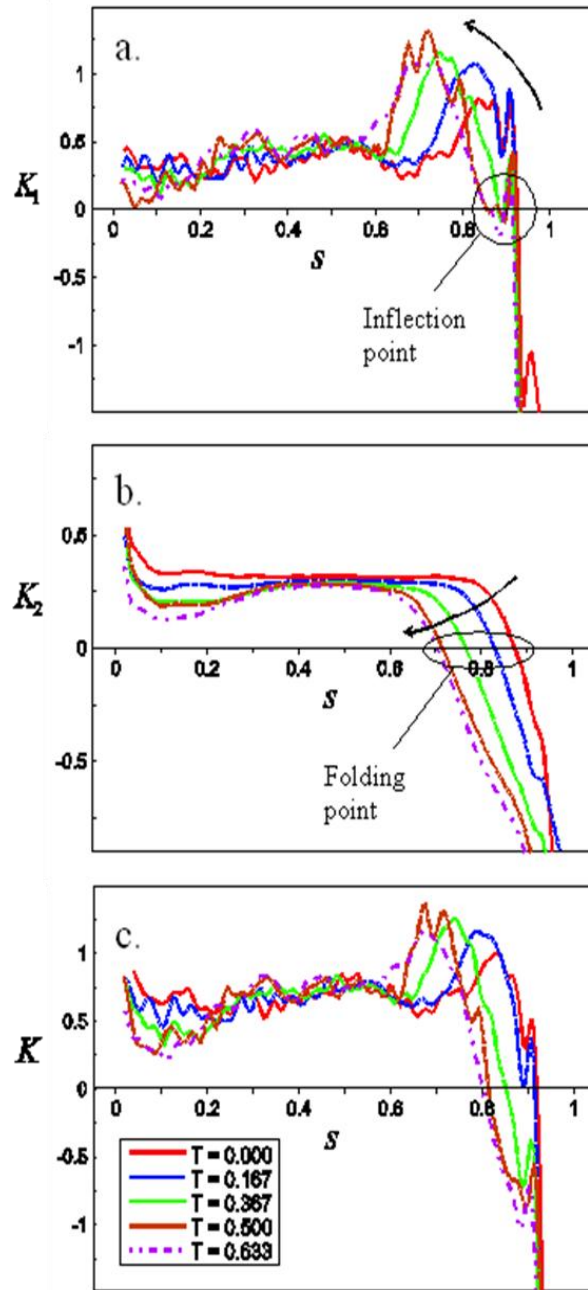 a.
1
0.5
K₁
0
0 0.2 0.4 0.6 0.8 1
s
-0.5
Inflection
point
-1
b.
0.5
K₂
0
0 0.2 0.4 0.6 0.8 1
s
-0.5
Folding
point
c.
1
0.5
K
0
0 0.2 0.4 0.6 0.8 1
s
-0.5
-1
T = 0.000
T = 0.167
T = 0.367
T = 0.500
T = 0.633